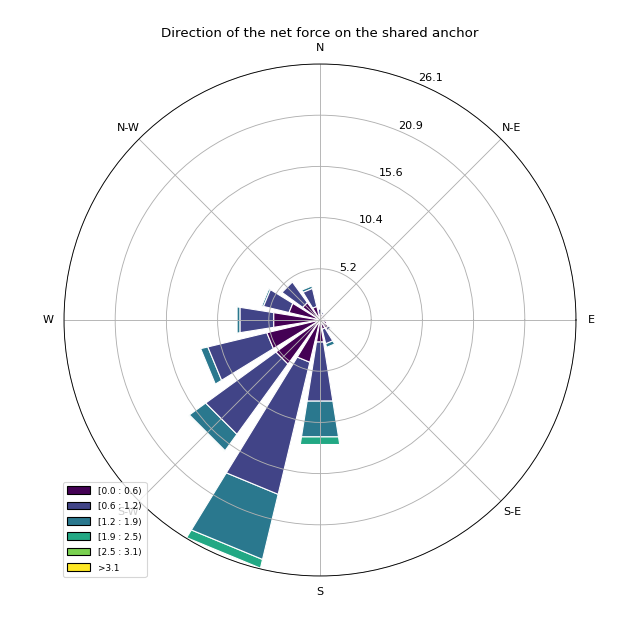 Direction of the net force on the shared anchor
N
26.1
N-W
N-E
20.9
15.6
10.4
5.2
W
E
S-W
S-E
S
[0.0 : 0.6)
[0.6 : 1.2)
[1.2 : 1.9)
[1.9 : 2.5)
[2.5 : 3.1)
>3.1